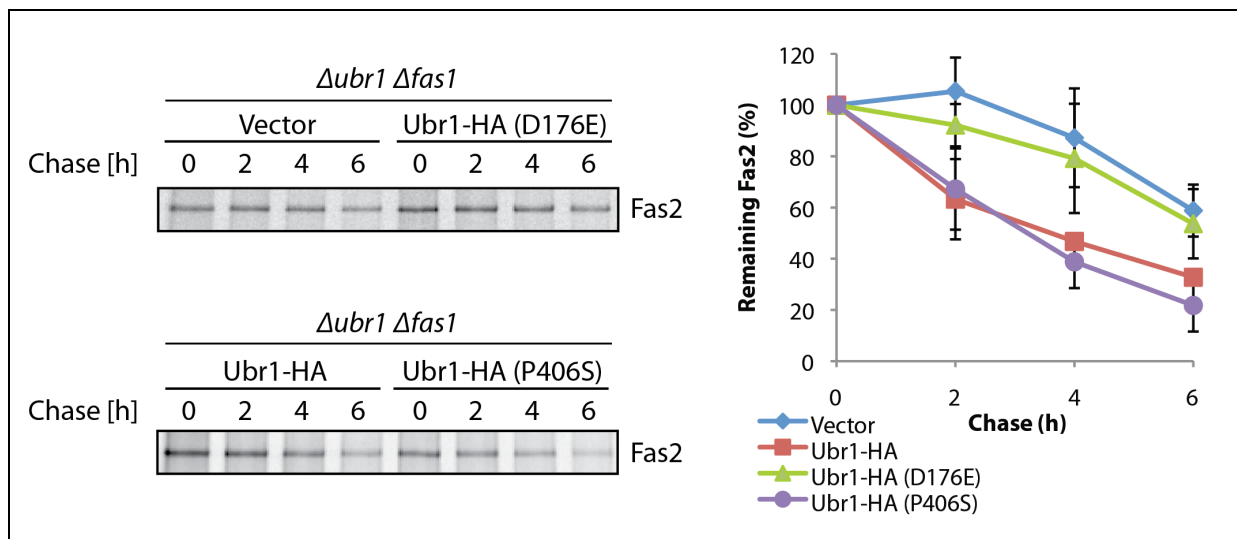 Δubr1 Δfas1
Vector Ubr1-HA (D176E)
Chase [h] 0 2 4 6 0 2 4 6
Fas2
Δubr1 Δfas1
Ubr1-HA Ubr1-HA (P406S)
Chase [h] 0 2 4 6 0 2 4 6
Fas2
Remaining Fas2 (%)
120
100
80
60
40
20
0
0 2 4 6
Chase (h)
Vector
Ubr1-HA
Ubr1-HA (D176E)
Ubr1-HA (P406S)